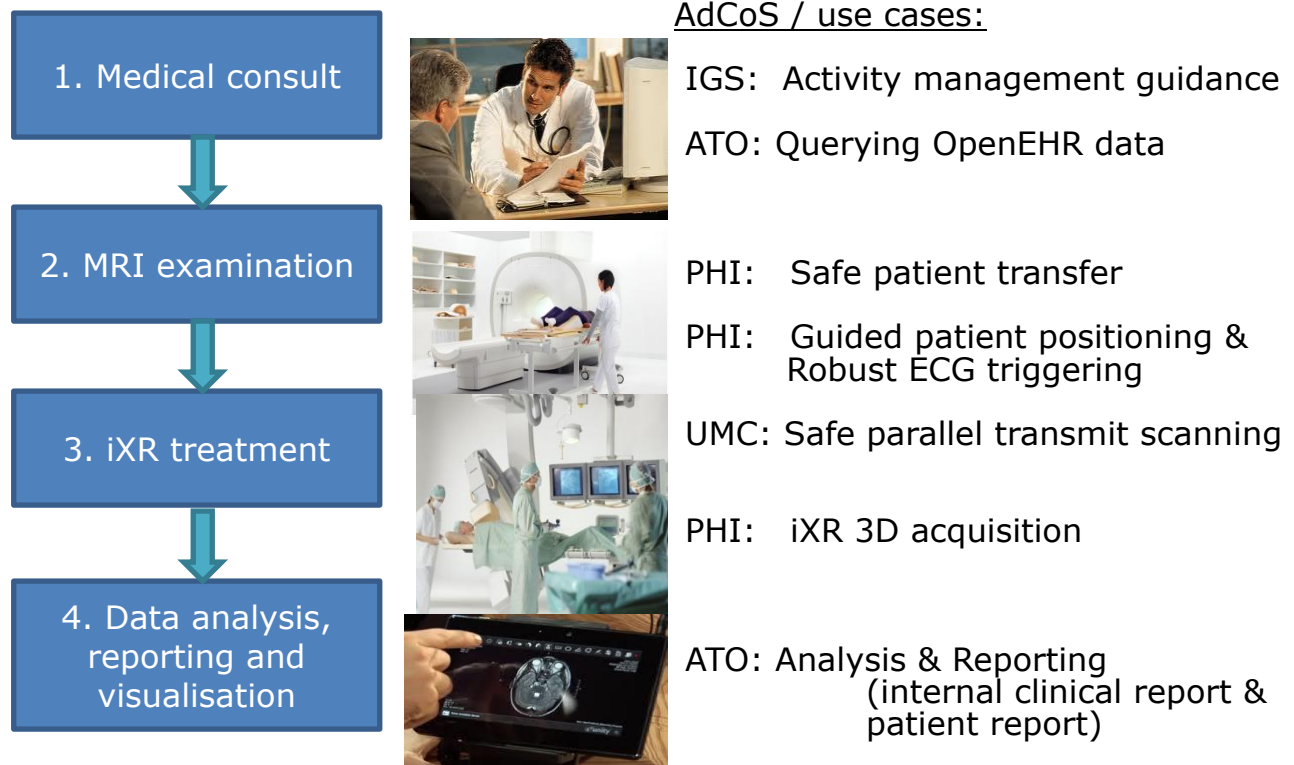 AdCoS / use cases:
1. Medical consult
IGS: Activity management guidance
ATO: Querying OpenEHR data
2. MRI examination
PHI: Safe patient transfer
PHI: Guided patient positioning &
Robust ECG triggering
3. iXR treatment
UMC: Safe parallel transmit scanning
PHI: iXR 3D acquisition
4. Data analysis,
reporting and
visualisation
ATO: Analysis & Reporting
(internal clinical report &
patient report)